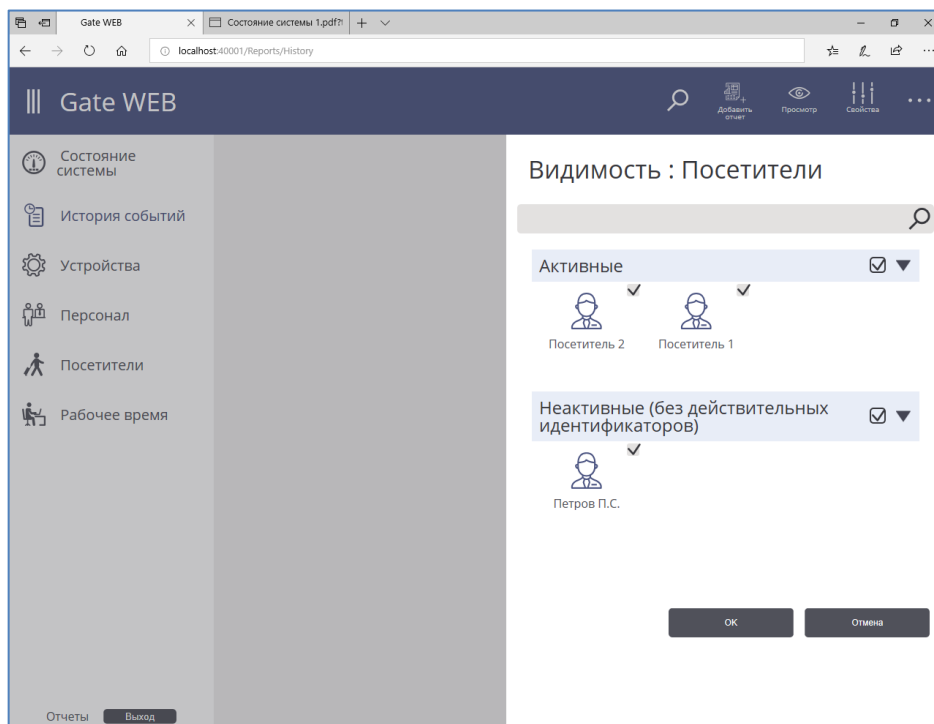 Gate WEB
Состояние системы 1.pdf?
localhost:40001/Reports/History
Gate WEB
Добавить
отчет
Просмотр
Свойства
Состояние
системы
История событий
Устройства
Персонал
Посетители
Рабочее время
Отчеты
Выход
Видимость : Посетители
Активные
Посетитель 2
Посетитель 1
Неактивные (без действительных
идентификаторов)
Петров П.С.
OK
Отмена